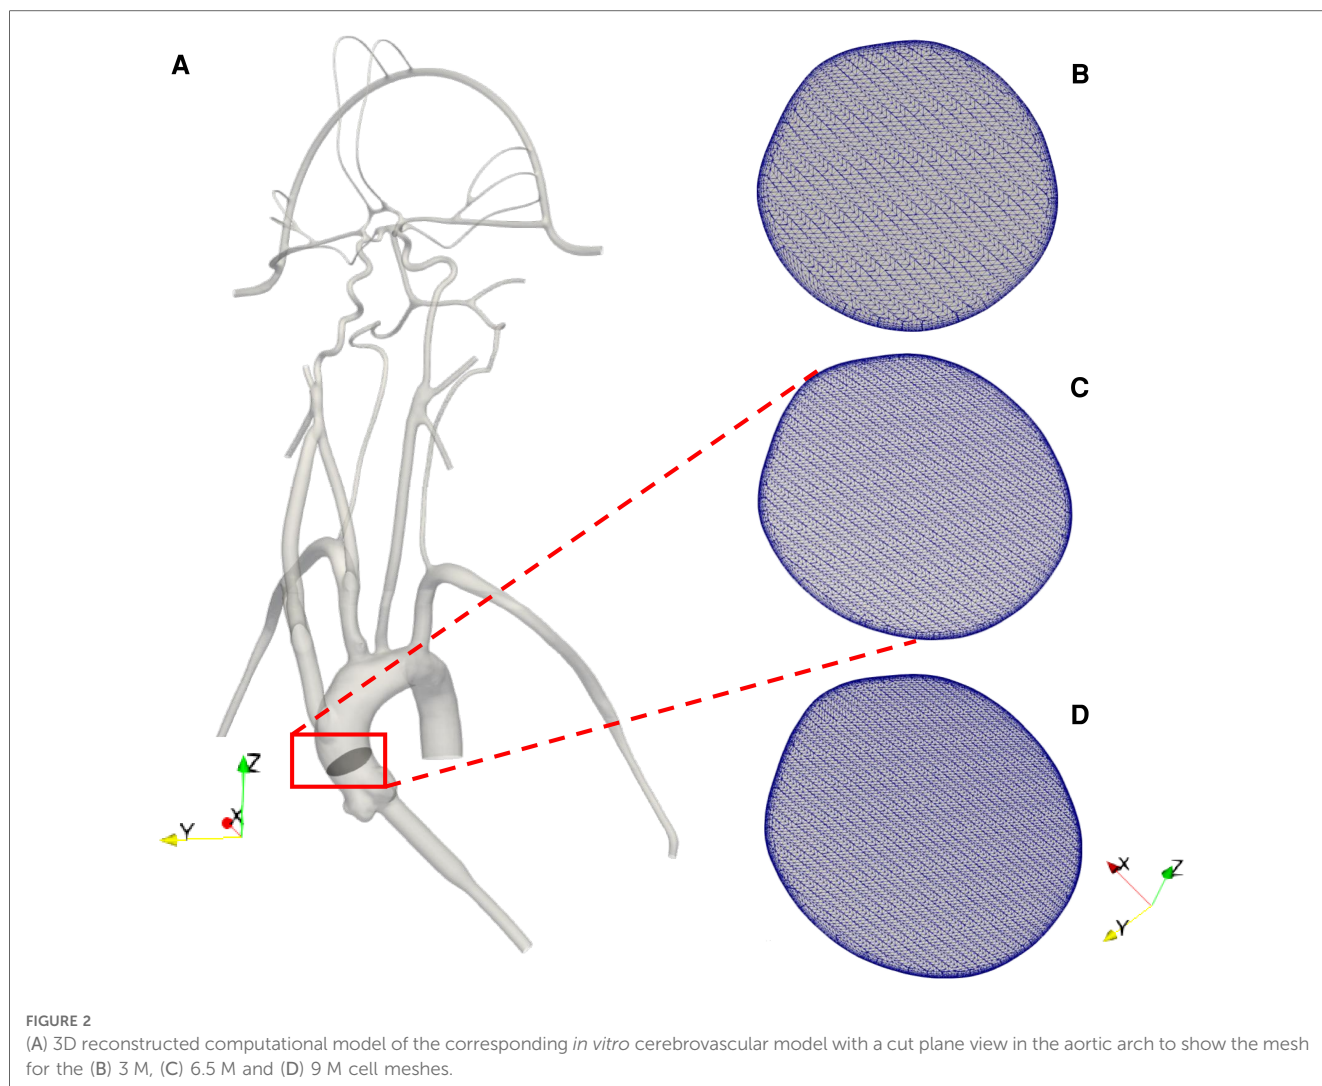 A
B
C
D
Z
X
Y
X
Z
Y
FIGURE 2
(A) 3D reconstructed computational model of the corresponding in vitro cerebrovascular model with a cut plane view in the aortic arch to show the mesh
for the (B) 3 M, (C) 6.5 M and (D) 9 M cell meshes.